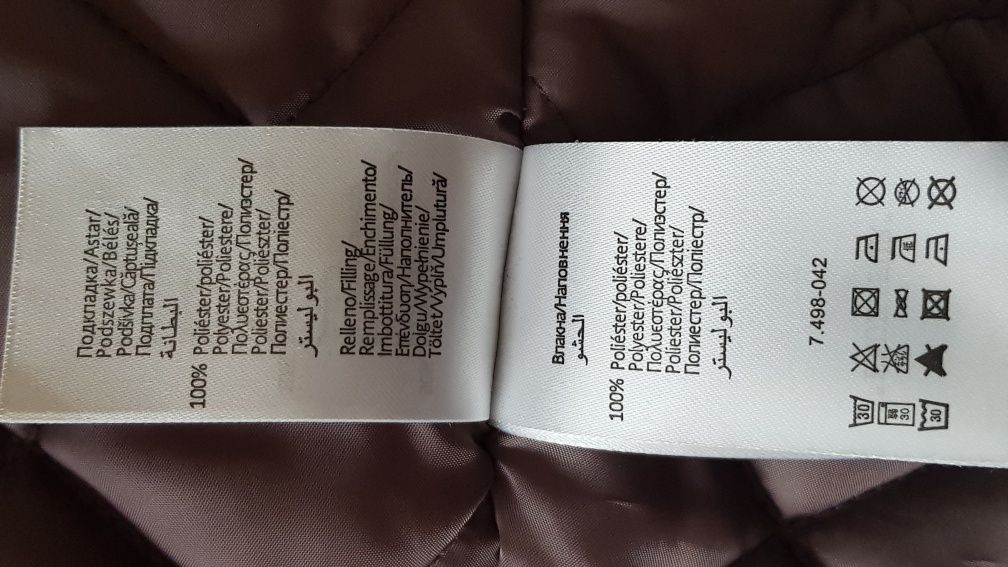 Подкладка/Astar/
Podszewka/Bélés/
Podšívka/Căptuseală/
Подплата/Підкладка/
البطانة
100% Poliéster/poliéster/
Polyester/Poliestere/
Πολυεστέρας/Полиэстер/
Poliester/Poliészter/
Полиестер/Поліестр/
البوليستر
Relleno/Filling/
Remplissage/Enchimento/
Imbottitura/Füllung/
Επένδυση/Наполнитель/
Dolgu/Wypełnienie/
Töltet/Výplň/Umplutură/
Влакна/Наповнення
الحشو
100% Poliéster/poliéster/
Polyester/Poliestere/
Πολυεστέρας/Полиэстер/
Poliester/Poliészter/
Полиестер/Поліестр/
البوليستر
7.498-042
30
30
30